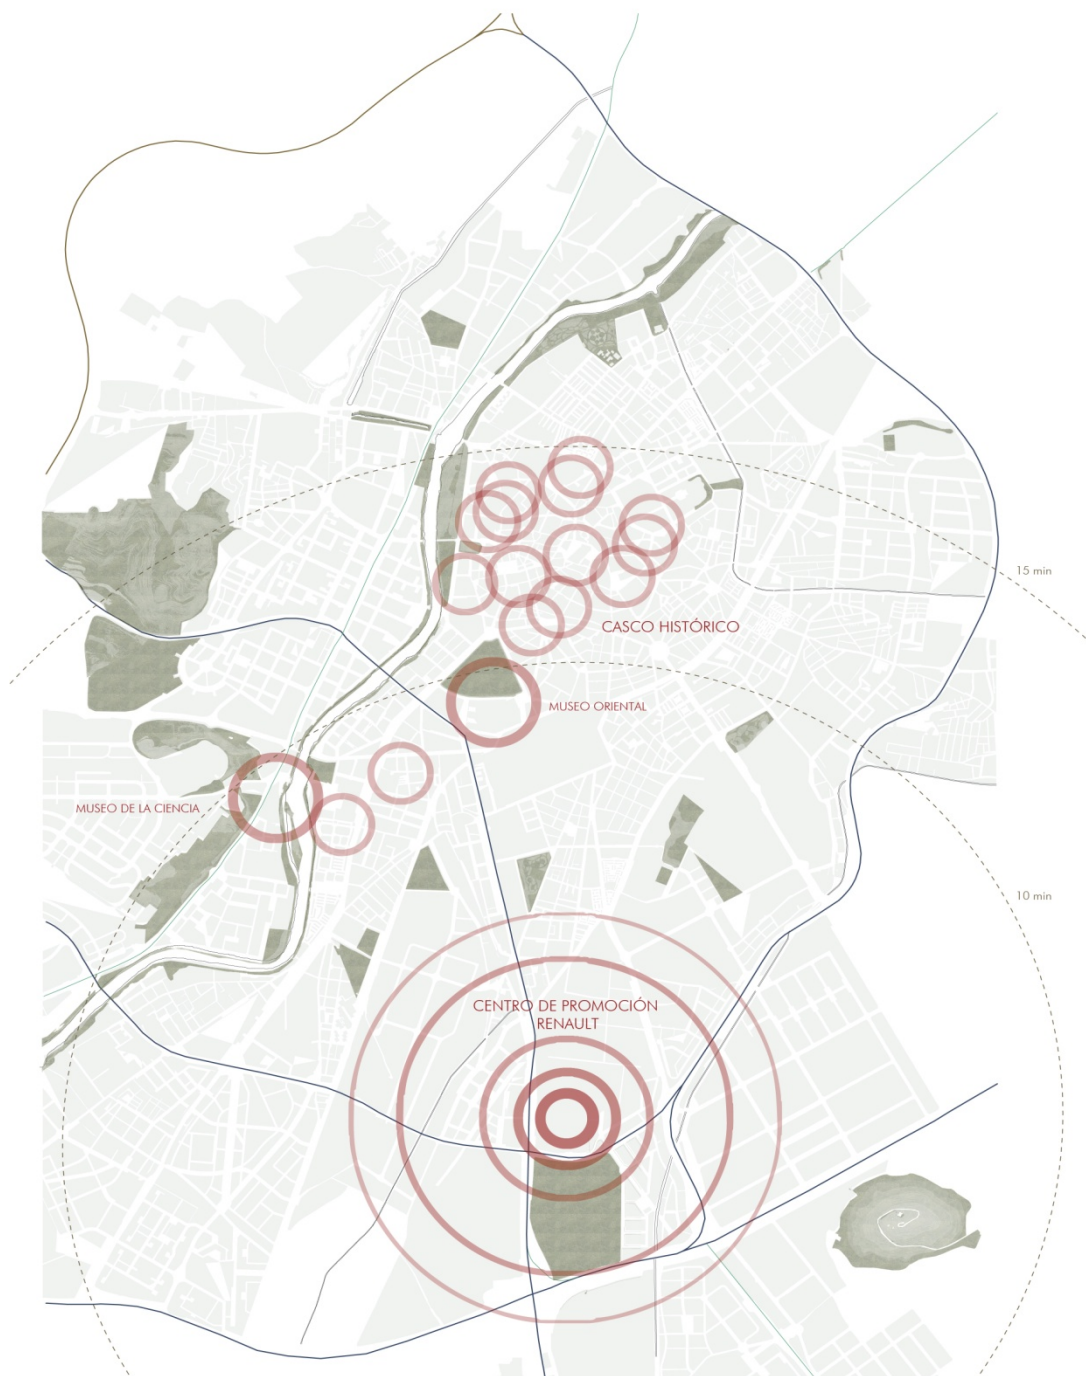 15 min
CASCO HISTÓRICO
MUSEO ORIENTAL
MUSEO DE LA CIENCIA
10 min
CENTRO DE PROMOCIÓN
RENAULT